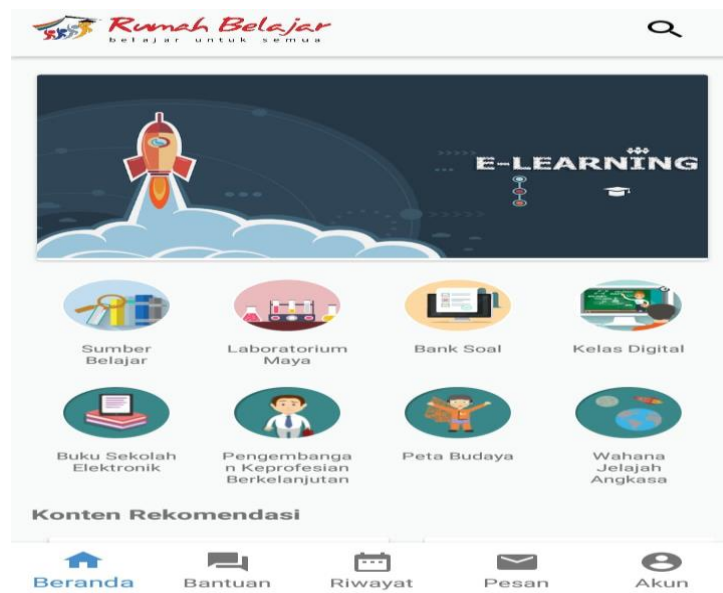 Rumah Belajar
belajar untuk semua
E-LEARNING
Sumber
Belajar
Laboratorium
Maya
Bank Soal
Kelas Digital
Buku Sekolah
Elektronik
Pengembanga
n Keprofesian
Berkelanjutan
Peta Budaya
Wahana
Jelajah
Angkasa
Konten Rekomendasi
Beranda
Bantuan
Riwayat
Pesan
Akun